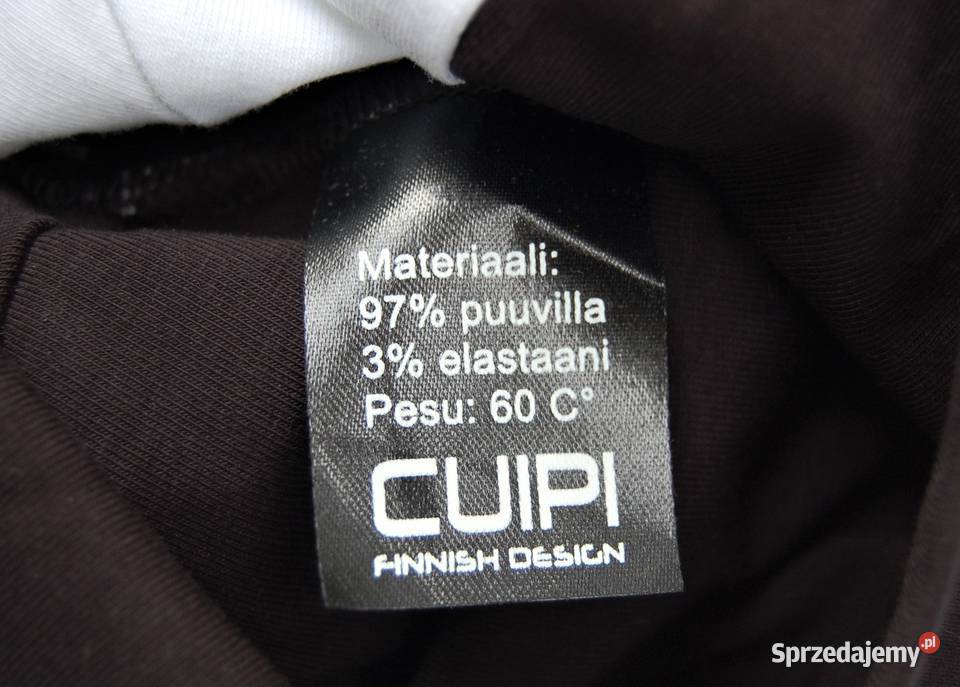 Materiaali:
97% puuvilla
3% elastaani
Pesu: 60 C°
CUIPI
FINNISH DESIGN
Sprzedajemy.pl